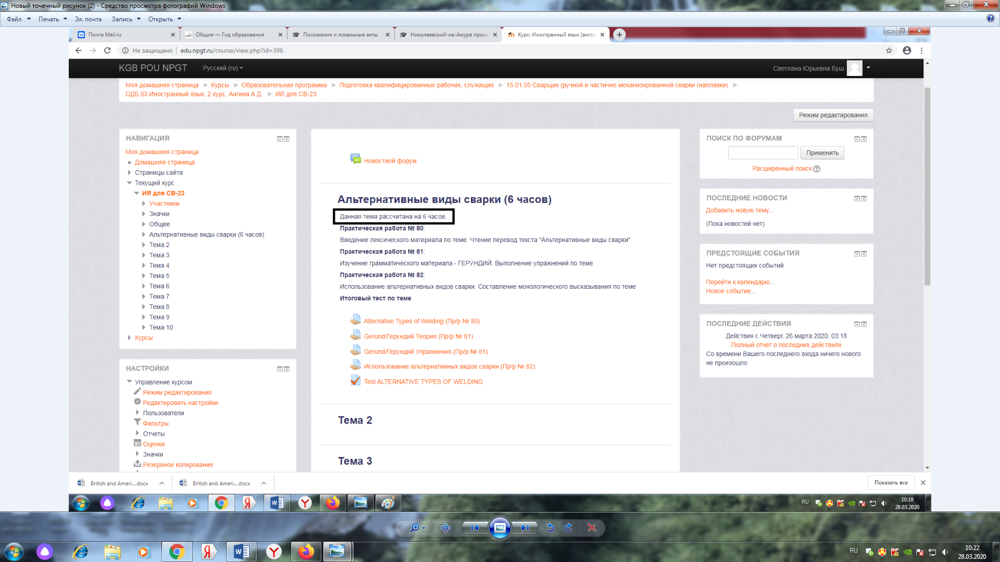 Новый точечный рисунок (2) - Средство просмотра фотографий Windows
Файл Печать Эл. почта Запись Открыть
Почта Mail.ru
Общие — Гид образования
Положения и локальные акты
Николаевский-на-Амуре пром
Курс: Иностранный язык (англи
Не защищено edu.npgt.ru/course/view.php?id=396
KGB POU NPGT Русский (ru) Светлана Юрьевна Буш
Моя домашняя страница Курсы Образовательная программа Подготовка квалифицированных рабочих, служащих 15.01.05 Сварщик (ручной и частично механизированной сварки (наплавки)
ОДБ.03 Иностранный язык, 2 курс, Ангина А.Д. ИЯ для СВ-23
Режим редактирования
НАВИГАЦИЯ
Моя домашняя страница
Домашняя страница
Страницы сайта
Текущий курс
ИЯ для СВ-23
Участники
Значки
Общее
Альтернативные виды сварки (6 часов)
Тема 2
Тема 3
Тема 4
Тема 5
Тема 6
Тема 7
Тема 8
Тема 9
Тема 10
Курсы
НАСТРОЙКИ
Управление курсом
Режим редактирования
Редактировать настройки
Пользователи
Фильтры
Отчеты
Оценки
Значки
Резервное копирование
Новостной форум
Альтернативные виды сварки (6 часов)
Данная тема рассчитана на 6 часов.
Практическая работа № 80:
Введение лексического материала по теме. Чтение перевод текста "Альтернативные виды сварки"
Практическая работа № 81:
Изучение грамматического материала - ГЕРУНДИЙ. Выполнение упражнений по теме
Практическая работа № 82:
Использование альтернативных видов сварки. Составление монологического высказывания по теме
Итоговый тест по теме
Alternative Types of Welding (Пр/р № 80)
Gerund/Герундий Теория (Пр/р № 81)
Gerund/Герундий Упражнения (Пр/р № 81)
Использование альтернативных видов сварки (Пр/р № 82)
Test ALTERNATIVE TYPES OF WELDING
Тема 2
Тема 3
ПОИСК ПО ФОРУМАМ
Применить
Расширенный поиск
ПОСЛЕДНИЕ НОВОСТИ
Добавить новую тему...
(Пока новостей нет)
ПРЕДСТОЯЩИЕ СОБЫТИЯ
Нет предстоящих событий
Перейти к календарю...
Новое событие...
ПОСЛЕДНИЕ ДЕЙСТВИЯ
Действия с Четверг, 26 марта 2020, 03:18
Полный отчет о последних действиях
Со времени Вашего последнего входа ничего нового
не произошло
British and Ameri....docx British and Ameri....docx Показать все
RU 10:18
28.03.2020
RU 10:22
28.03.2020